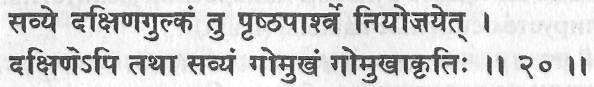 सव्ये दक्षिणगुल्कं तु पृष्ठपार्श्वे नियोजयेत् ।
दक्षिणेऽपि तथा सव्यं गोमुखं गोमुखाकृतिः ।। २० ।।